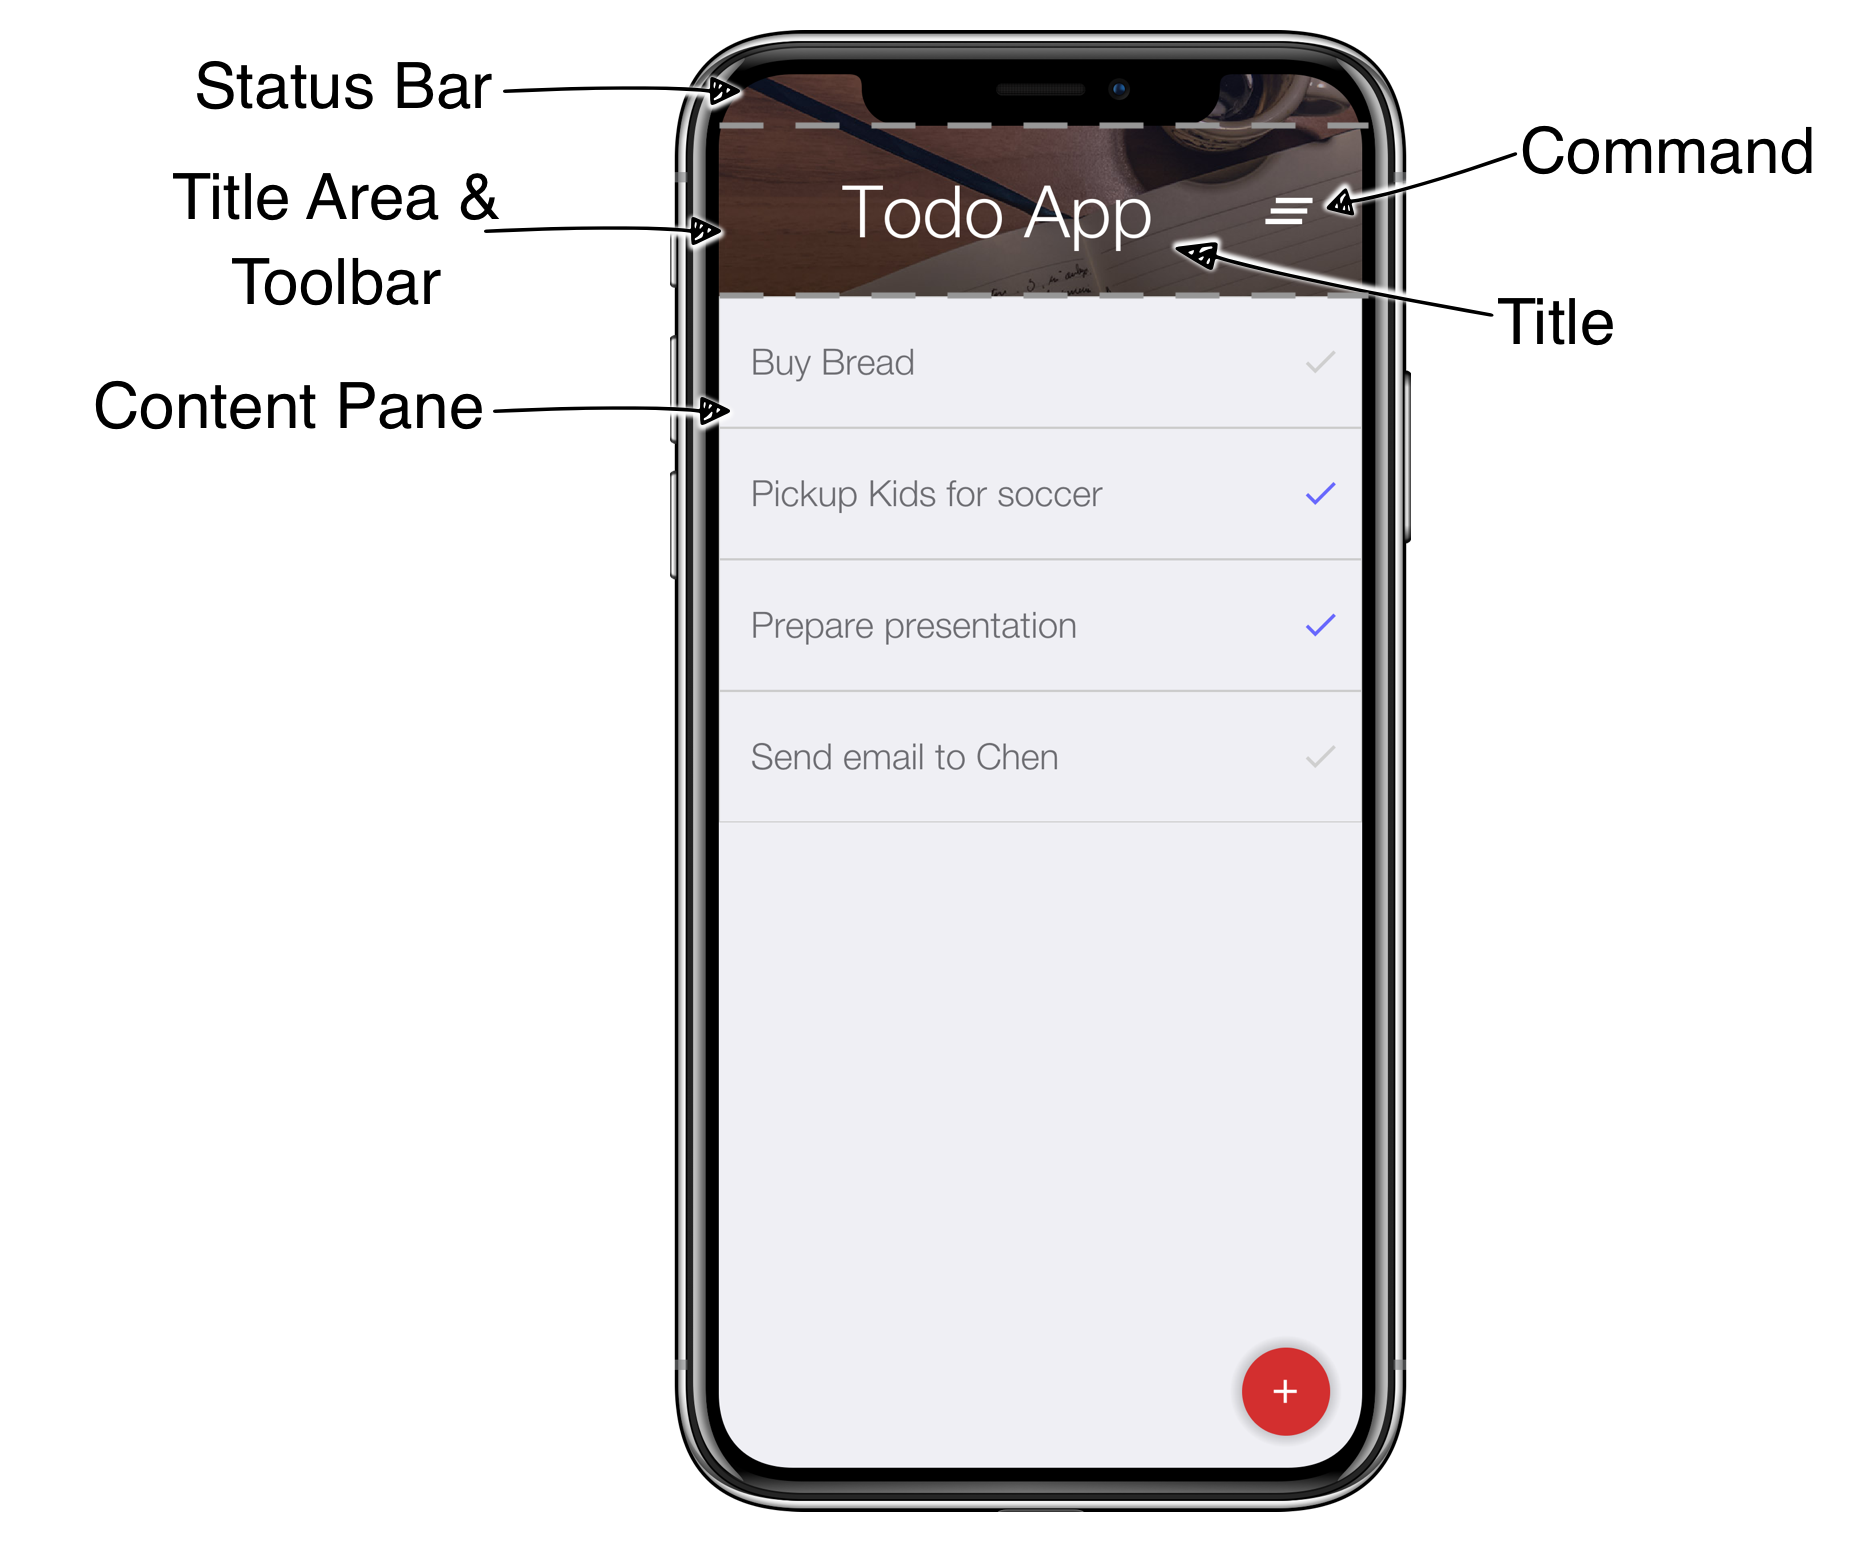 Status Bar
Command
Title Area &
Toolbar
Todo App
Title
Content Pane
Buy Bread
Pickup Kids for soccer
Prepare presentation
Send email to Chen
+